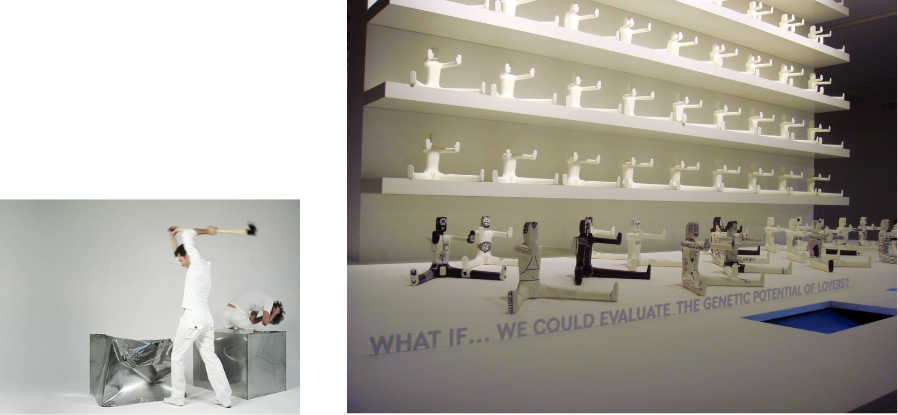 WHAT IF... WE COULD EVALUATE THE GENETIC POTENTIAL OF LOVERS?